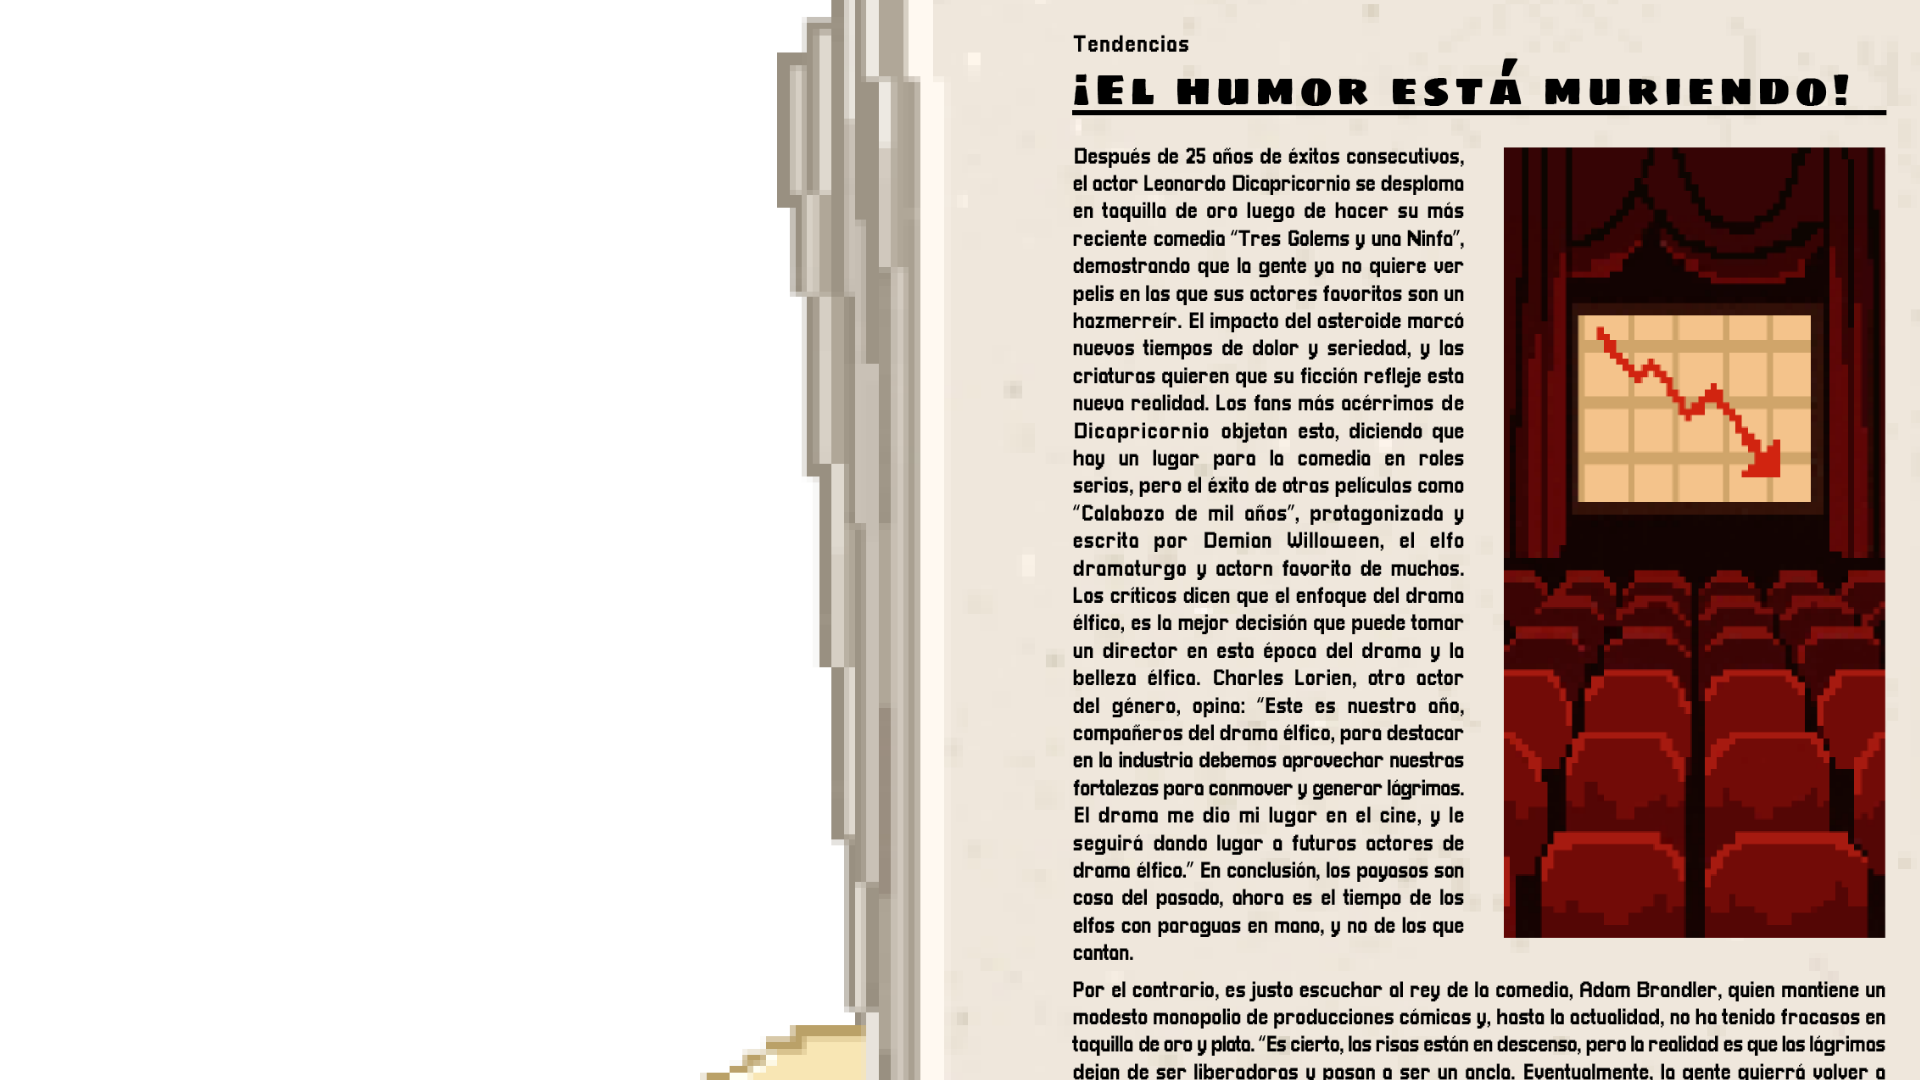 Tendencias
¡EL HUMOR ESTÁ MURIENDO!
Después de 25 años de éxitos consecutivos,
el actor Leonardo Dicapricornio se desploma
en taquilla de oro luego de hacer su más
reciente comedia “Tres Golems y una Ninfa”,
demostrando que la gente ya no quiere ver
pelis en las que sus actores favoritos son un
hazmerreír. El impacto del asteroide marcó
nuevos tiempos de dolor y seriedad, y las
criaturas quieren que su ficción refleje esta
nueva realidad. Los fans más acérrimos de
Dicapricornio objetan esto, diciendo que
hay un lugar para la comedia en roles
serios, pero el éxito de otras películas como
“Calabozo de mil años”, protagonizada y
escrita por Demian Willoween, el elfo
dramaturgo y actorn favorito de muchos.
Los críticos dicen que el enfoque del drama
élfico, es la mejor decisión que puede tomar
un director en esta época del drama y la
belleza élfica. Charles Lorien, otro actor
del género, opina: “Este es nuestro año,
compañeros del drama élfico, para destacar
en la industria debemos aprovechar nuestras
fortalezas para conmover y generar lágrimas.
El drama me dio mi lugar en el cine, y le
seguirá dando lugar a futuros actores de
drama élfico.” En conclusión, los payasos son
cosa del pasado, ahora es el tiempo de los
elfos con paraguas en mano, y no de los que
cantan.
Por el contrario, es justo escuchar al rey de la comedia, Adam Brandler, quien mantiene un
modesto monopolio de producciones cómicas y, hasta la actualidad, no ha tenido fracasos en
taquilla de oro y plata. “Es cierto, las risas están en descenso, pero la realidad es que las lágrimas
dejan de ser liberadoras y pasan a ser un ancla. Eventualmente, la gente quierrá volver a